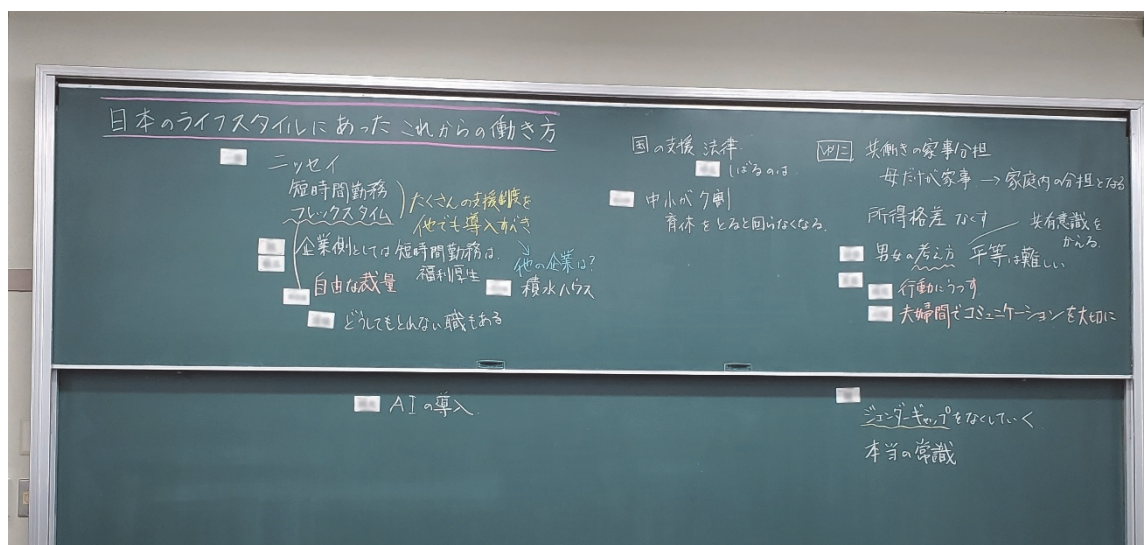 日本のライフスタイルにあったこれからの働き方
ニッセイ
短時間勤務
フレックスタイム
たくさんの支援制度を
他でも導入すべき
企業側としては短時間勤務は、
福利厚生
他の企業は?
積水ハウス
自由な裁量
どうしてもとれない職もある
AIの導入
国の支援 法律
しばるのは
中小が夕割
育休をとると回らなくなる。
共働きの家事分担
母だけが家事 → 家庭内の分担となる
所得格差 なくす
共有意識を
かえる
男女の考え方 平等は難しい
行動にうつす
夫婦間でコミュニケーションを大切に
ジェンダーギャップをなくしていく
本当の常識